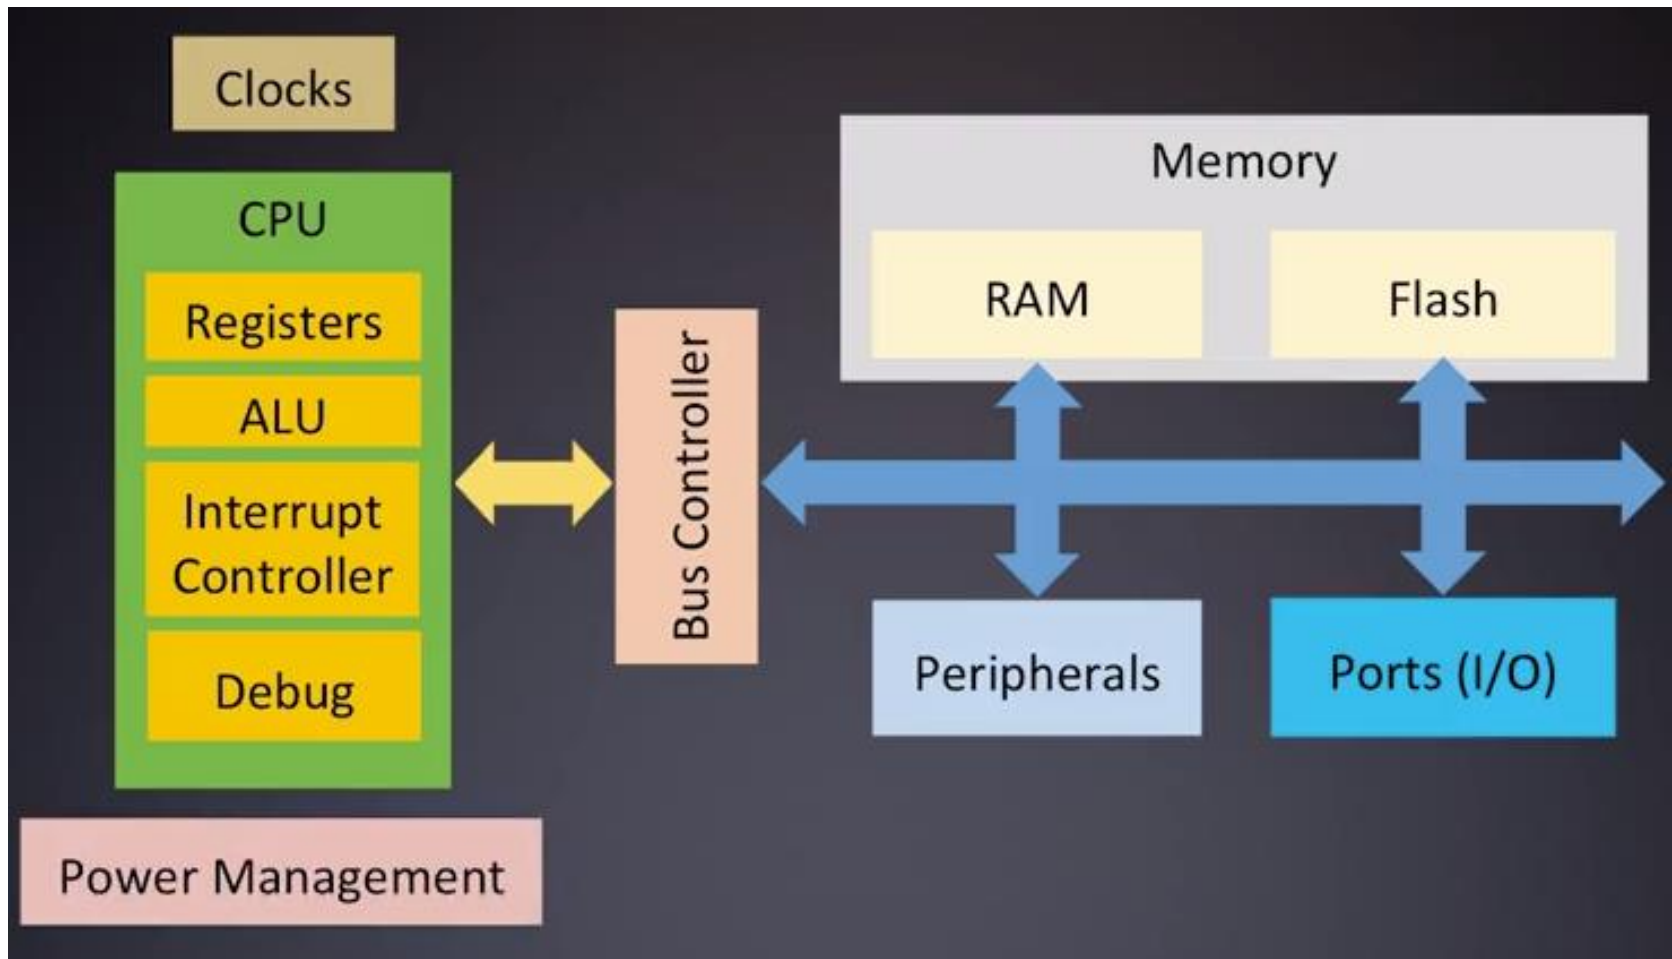 Clocks
CPU
Registers
ALU
Interrupt
Controller
Debug
Power Management
Bus Controller
Memory
RAM
Flash
Peripherals
Ports (I/O)